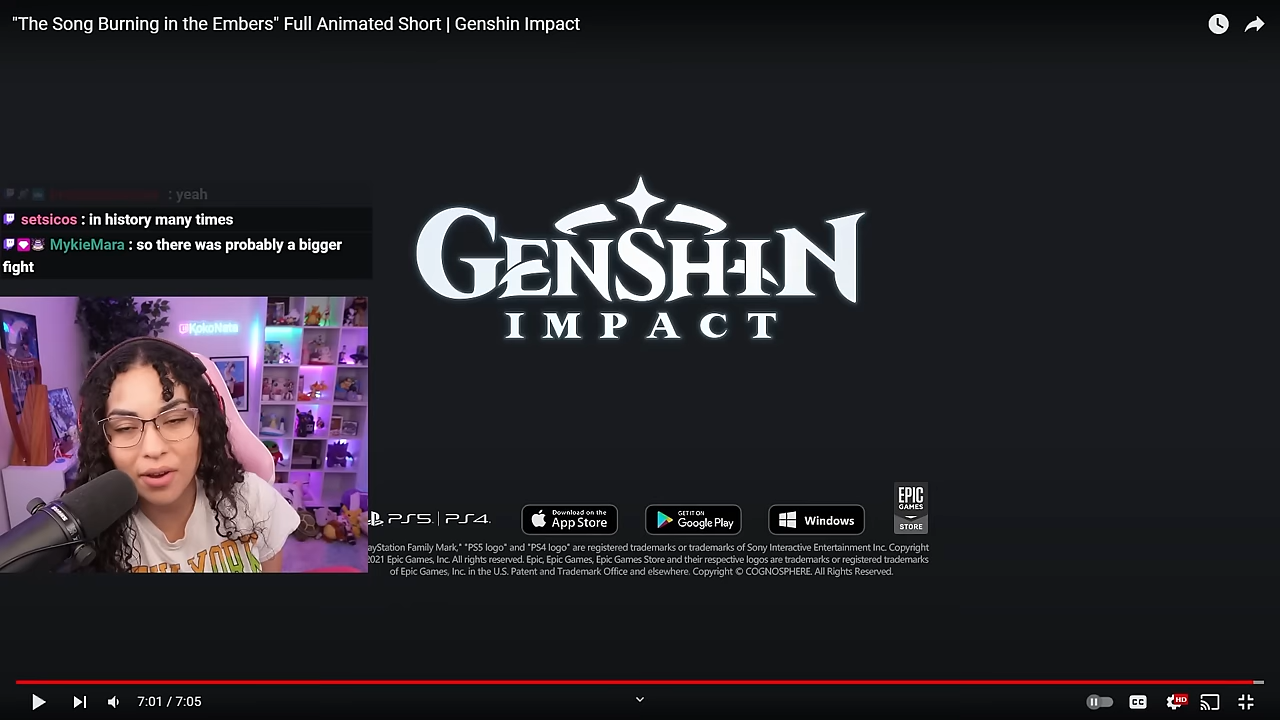 "The Song Burning in the Embers" Full Animated Short | Genshin Impact
: yeah
setsicos : in history many times
MykieMara : so there was probably a bigger
fight
KokoNata
GENSHIN
IMPACT
PS5 | PS4
Download on the
App Store
GET IT ON
Google Play
Windows
EPIC
GAMES
STORE
ayStation Family Mark," "PS5 logo" and "PS4 logo" are registered trademarks or trademarks of Sony Interactive Entertainment Inc. Copyright
2021 Epic Games, Inc. All rights reserved. Epic, Epic Games, Epic Games Store and their respective logos are trademarks or registered trademarks
of Epic Games, Inc. in the U.S. Patent and Trademark Office and elsewhere. Copyright © COGNOSPHERE. All Rights Reserved.
7:01 / 7:05
CC
HD